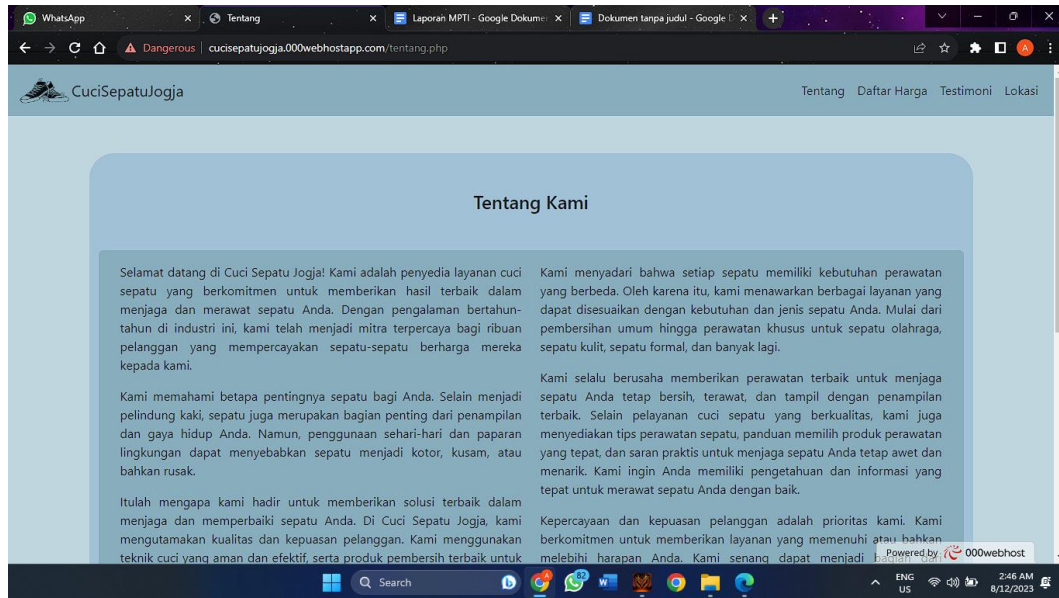 WhatsApp
Tentang
Laporan MPTI - Google Dokumen
Dokumen tanpa judul - Google D
Dangerous
cucisepatujogja.000webhostapp.com/tentang.php
A
CuciSepatuJogja
Tentang Daftar Harga Testimoni Lokasi
Tentang Kami
Selamat datang di Cuci Sepatu Jogja! Kami adalah penyedia layanan cuci
sepatu yang berkomitmen untuk memberikan hasil terbaik dalam
menjaga dan merawat sepatu Anda. Dengan pengalaman bertahun-
tahun di industri ini, kami telah menjadi mitra terpercaya bagi ribuan
pelanggan yang mempercayakan sepatu-sepatu berharga mereka
kepada kami.
Kami memahami betapa pentingnya sepatu bagi Anda. Selain menjadi
pelindung kaki, sepatu juga merupakan bagian penting dari penampilan
dan gaya hidup Anda. Namun, penggunaan sehari-hari dan paparan
lingkungan dapat menyebabkan sepatu menjadi kotor, kusam, atau
bahkan rusak.
Itulah mengapa kami hadir untuk memberikan solusi terbaik dalam
menjaga dan memperbaiki sepatu Anda. Di Cuci Sepatu Jogja, kami
mengutamakan kualitas dan kepuasan pelanggan. Kami menggunakan
teknik cuci yang aman dan efektif, serta produk pembersih terbaik untuk
Kami menyadari bahwa setiap sepatu memiliki kebutuhan perawatan
yang berbeda. Oleh karena itu, kami menawarkan berbagai layanan yang
dapat disesuaikan dengan kebutuhan dan jenis sepatu Anda. Mulai dari
pembersihan umum hingga perawatan khusus untuk sepatu olahraga,
sepatu kulit, sepatu formal, dan banyak lagi.
Kami selalu berusaha memberikan perawatan terbaik untuk menjaga
sepatu Anda tetap bersih, terawat, dan tampil dengan penampilan
terbaik. Selain pelayanan cuci sepatu yang berkualitas, kami juga
menyediakan tips perawatan sepatu, panduan memilih produk perawatan
yang tepat, dan saran praktis untuk menjaga sepatu Anda tetap awet dan
menarik. Kami ingin Anda memiliki pengetahuan dan informasi yang
tepat untuk merawat sepatu Anda dengan baik.
Kepercayaan dan kepuasan pelanggan adalah prioritas kami. Kami
berkomitmen untuk memberikan layanan yang memenuhi atau bahkan
melebihi harapan Anda. Kami senang dapat menjadi bagian dari
Powered by 000webhost
Search
82
ENG
US
2:46 AM
8/12/2023